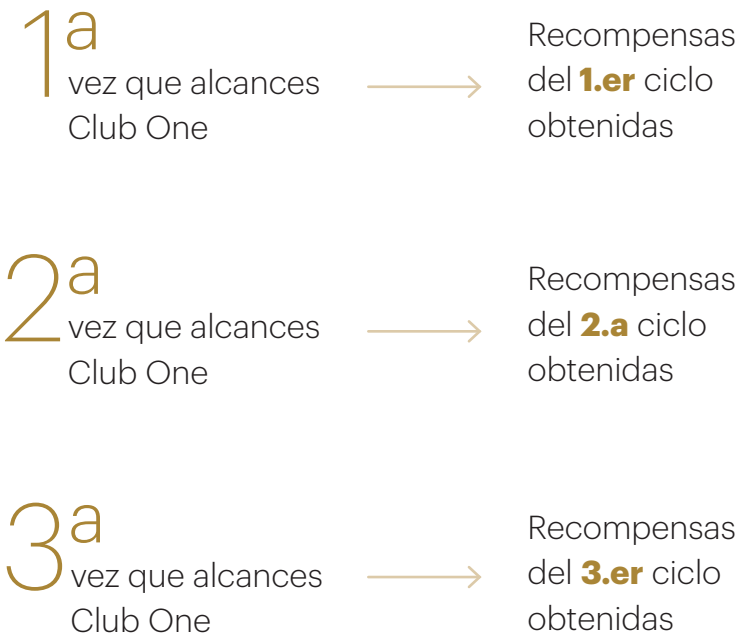 1a
vez que alcances
Club One
Recompensas
del 1.er ciclo
obtenidas
2a
vez que alcances
Club One
Recompensas
del 2.a ciclo
obtenidas
3a
vez que alcances
Club One
Recompensas
del 3.er ciclo
obtenidas